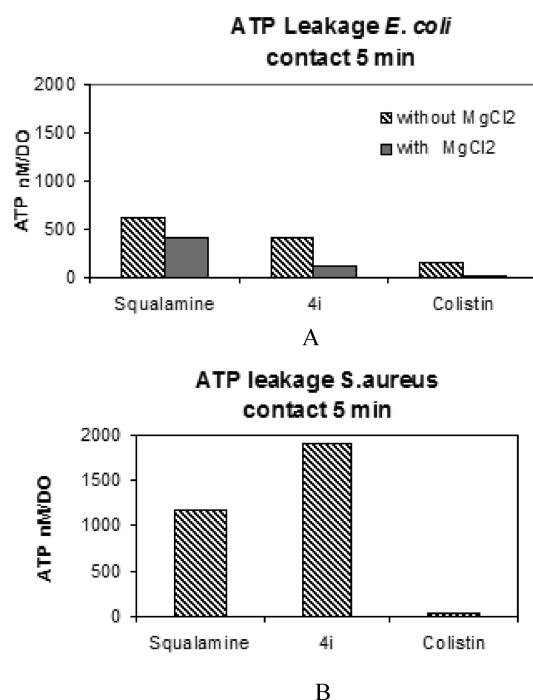 ATP Leakage E. coli
contact 5 min
2000
1500
1000
500
0
ATP nM/DO
without MgCl2
with MgCl2
Squalamine 4i Colistin
A
ATP leakage S.aureus
contact 5 min
2000
1500
1000
500
0
ATP nM/DO
Squalamine 4i Colistin
B